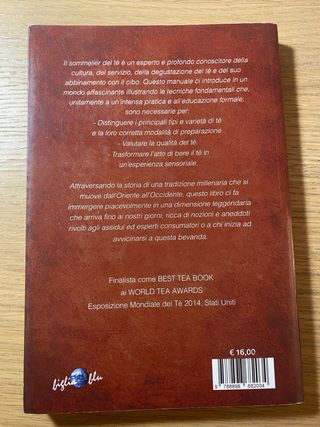 Il sommelier del tè è un esperto e profondo conoscitore della
cultura, del servizio, della degustazione del tè e del suo
abbinamento con il cibo. Questo manuale ci introduce in un
mondo affascinante illustrando le tecniche fondamentali che,
unitamente a un'intensa pratica e all'educazione formale,
sono necessarie per:
- Distinguere i principali tipi e varietà di tè
e la loro corretta modalità di preparazione.
- Valutare la qualità del tè
- Trasformare l'atto di bere il tè in
un'esperienza sensoriale.
Attraversando la storia di una tradizione millenaria che si
muove dall'Oriente all'Occidente, questo libro ci fa
immergere piacevolmente in una dimensione leggendaria
che arriva fino ai nostri giorni, ricca di nozioni e aneddoti
rivolti agli assidui ed esperti consumatori o a chi inizia ad
avvicinarsi a questa bevanda.
Finalista come BEST TEA BOOK
ai WORLD TEA AWARDS
Esposizione Mondiale del Tè 2014, Stati Uniti
€ 16,00
biglia blu
9 788898 682034